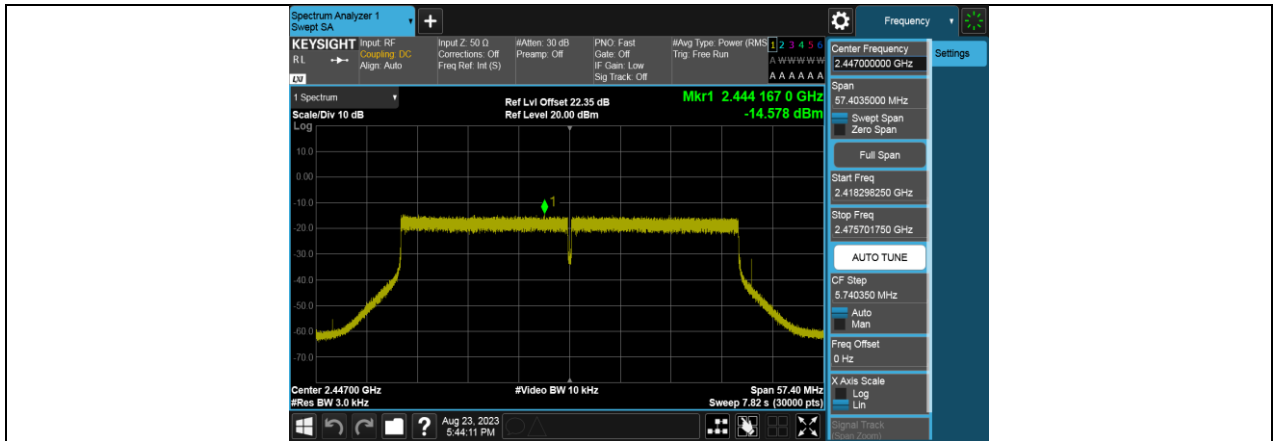 Spectrum Analyzer 1
Swept SA
Frequency
KEYSIGHT
RL
Input: RF
Coupling: DC
Align: Auto
Input Z: 50 Ω
Corrections: Off
Freq Ref: Int (S)
#Atten: 30 dB
Preamp: Off
PNO: Fast
Gate: Off
IF Gain: Low
Sig Track: Off
#Avg Type: Power (RMS
Trig: Free Run
1 2 3 4 5 6
A W W W W W
A A A A A A
1 Spectrum
Scale/Div 10 dB
Ref Lvl Offset 22.35 dB
Ref Level 20.00 dBm
Mkr1 2.444 167 0 GHz
-14.578 dBm
Log
10.0
0.00
-10.0
-20.0
-30.0
-40.0
-50.0
-60.0
-70.0
1
Center 2.44700 GHz
#Res BW 3.0 kHz
#Video BW 10 kHz
Span 57.40 MHz
Sweep 7.82 s (30000 pts)
?
Aug 23, 2023
5:44:11 PM
Center Frequency
2.447000000 GHz
Settings
Span
57.4035000 MHz
Swept Span
Zero Span
Full Span
Start Freq
2.418298250 GHz
Stop Freq
2.475701750 GHz
AUTO TUNE
CF Step
5.740350 MHz
Auto
Man
Freq Offset
0 Hz
X Axis Scale
Log
Lin
Signal Track
(Span Zoom)